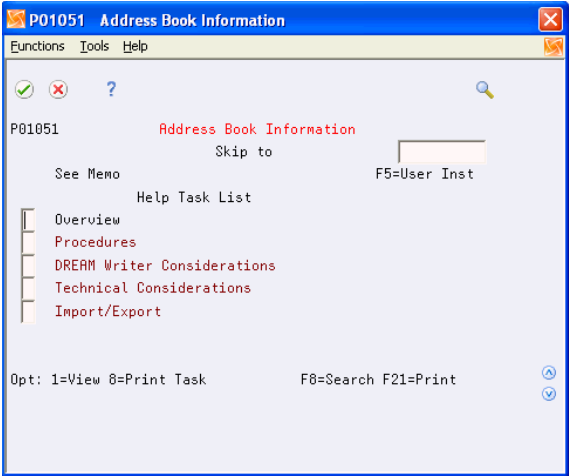 P01051 Address Book Information
Functions Tools Help
?
P01051 Address Book Information
Skip to
See Memo F5=User Inst
Help Task List
Overview
Procedures
DREAM Writer Considerations
Technical Considerations
Import/Export
Opt: 1=View 8=Print Task F8=Search F21=Print